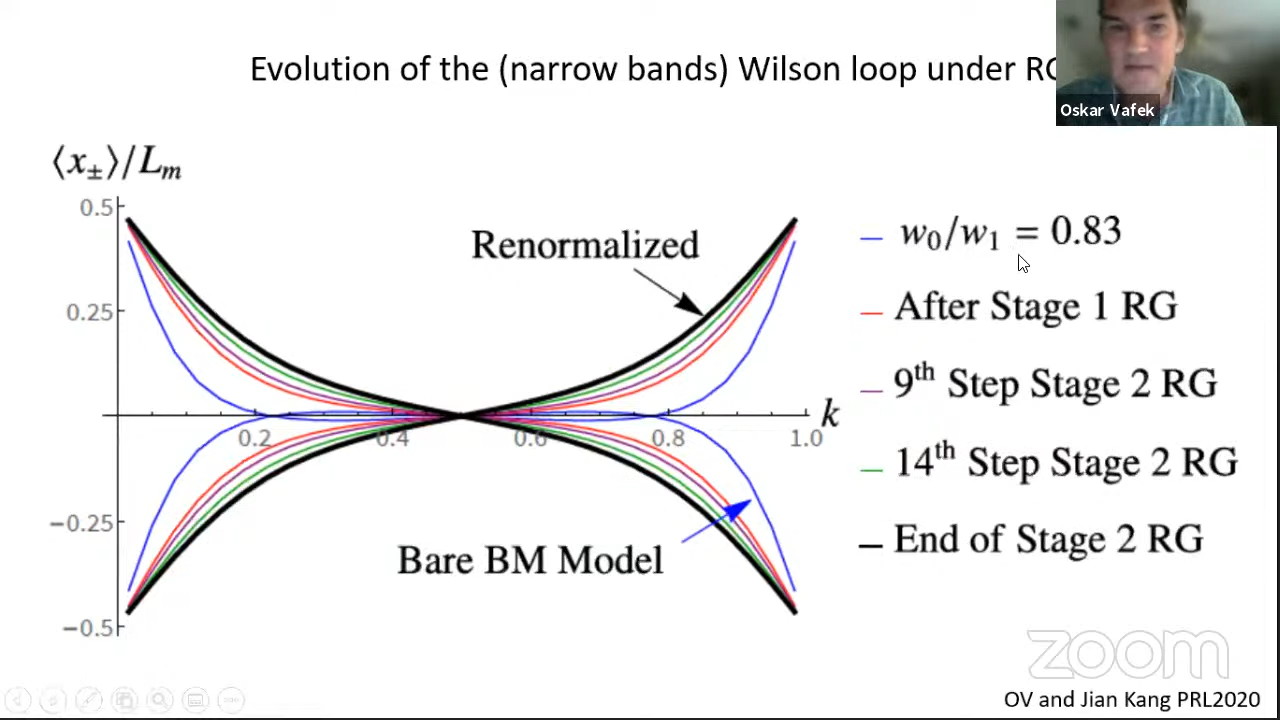 Evolution of the (narrow bands) Wilson loop under RG
Oskar Vafek
⟨x±⟩/Lm
0.5
0.25
−0.25
−0.5
0.2
0.4
0.6
0.8
1.0
k
Renormalized
Bare BM Model
w0/w1 = 0.83
After Stage 1 RG
9th Step Stage 2 RG
14th Step Stage 2 RG
End of Stage 2 RG
zoom
OV and Jian Kang PRL2020